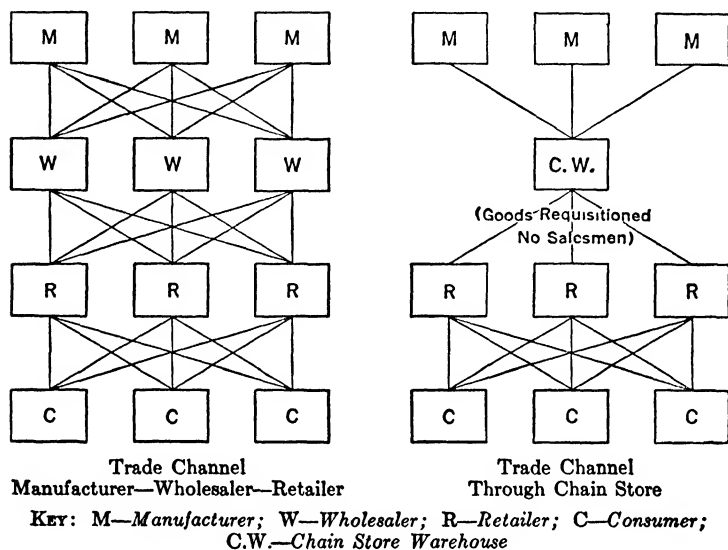 M M M M M M
W W W C.W.
(Goods Requisitioned
No Salesmen)
R R R R R R
C C C C C C
Trade Channel
Manufacturer—Wholesaler—Retailer
Trade Channel
Through Chain Store
KEY: M—Manufacturer; W—Wholesaler; R—Retailer; C—Consumer;
C.W.—Chain Store Warehouse